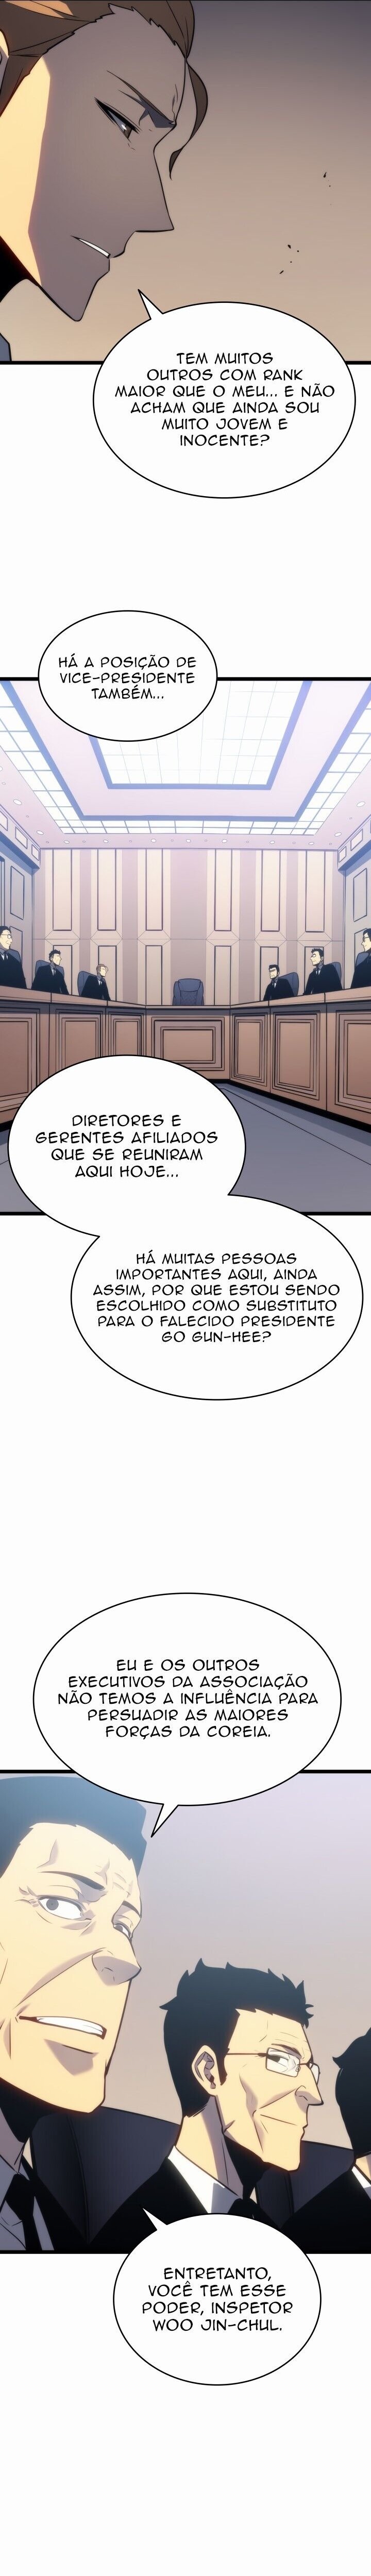 TEM MUITOS
OUTROS COM RANK
MAIOR QUE O MEU... E NÃO
ACHAM QUE AINDA SOU
MUITO JOVEM E
INOCENTE?
HÁ A POSIÇÃO DE
VICE-PRESIDENTE
TAMBÉM...
DIRETORES E
GERENTES AFILIADOS
QUE SE REUNIRAM
AQUI HOJE...
HÁ MUITAS PESSOAS
IMPORTANTES AQUI, AINDA
ASSIM, POR QUE ESTOU SENDO
ESCOLHIDO COMO SUBSTITUTO
PARA O FALECIDO PRESIDENTE
GO GUN-HEE?
EU E OS OUTROS
EXECUTIVOS DA ASSOCIAÇÃO
NÃO TEMOS A INFLUÊNCIA PARA
PERSUADIR AS MAIORES
FORÇAS DA COREIA.
ENTRETANTO,
VOCÊ TEM ESSE
PODER, INSPETOR
WOO JIN-CHUL.